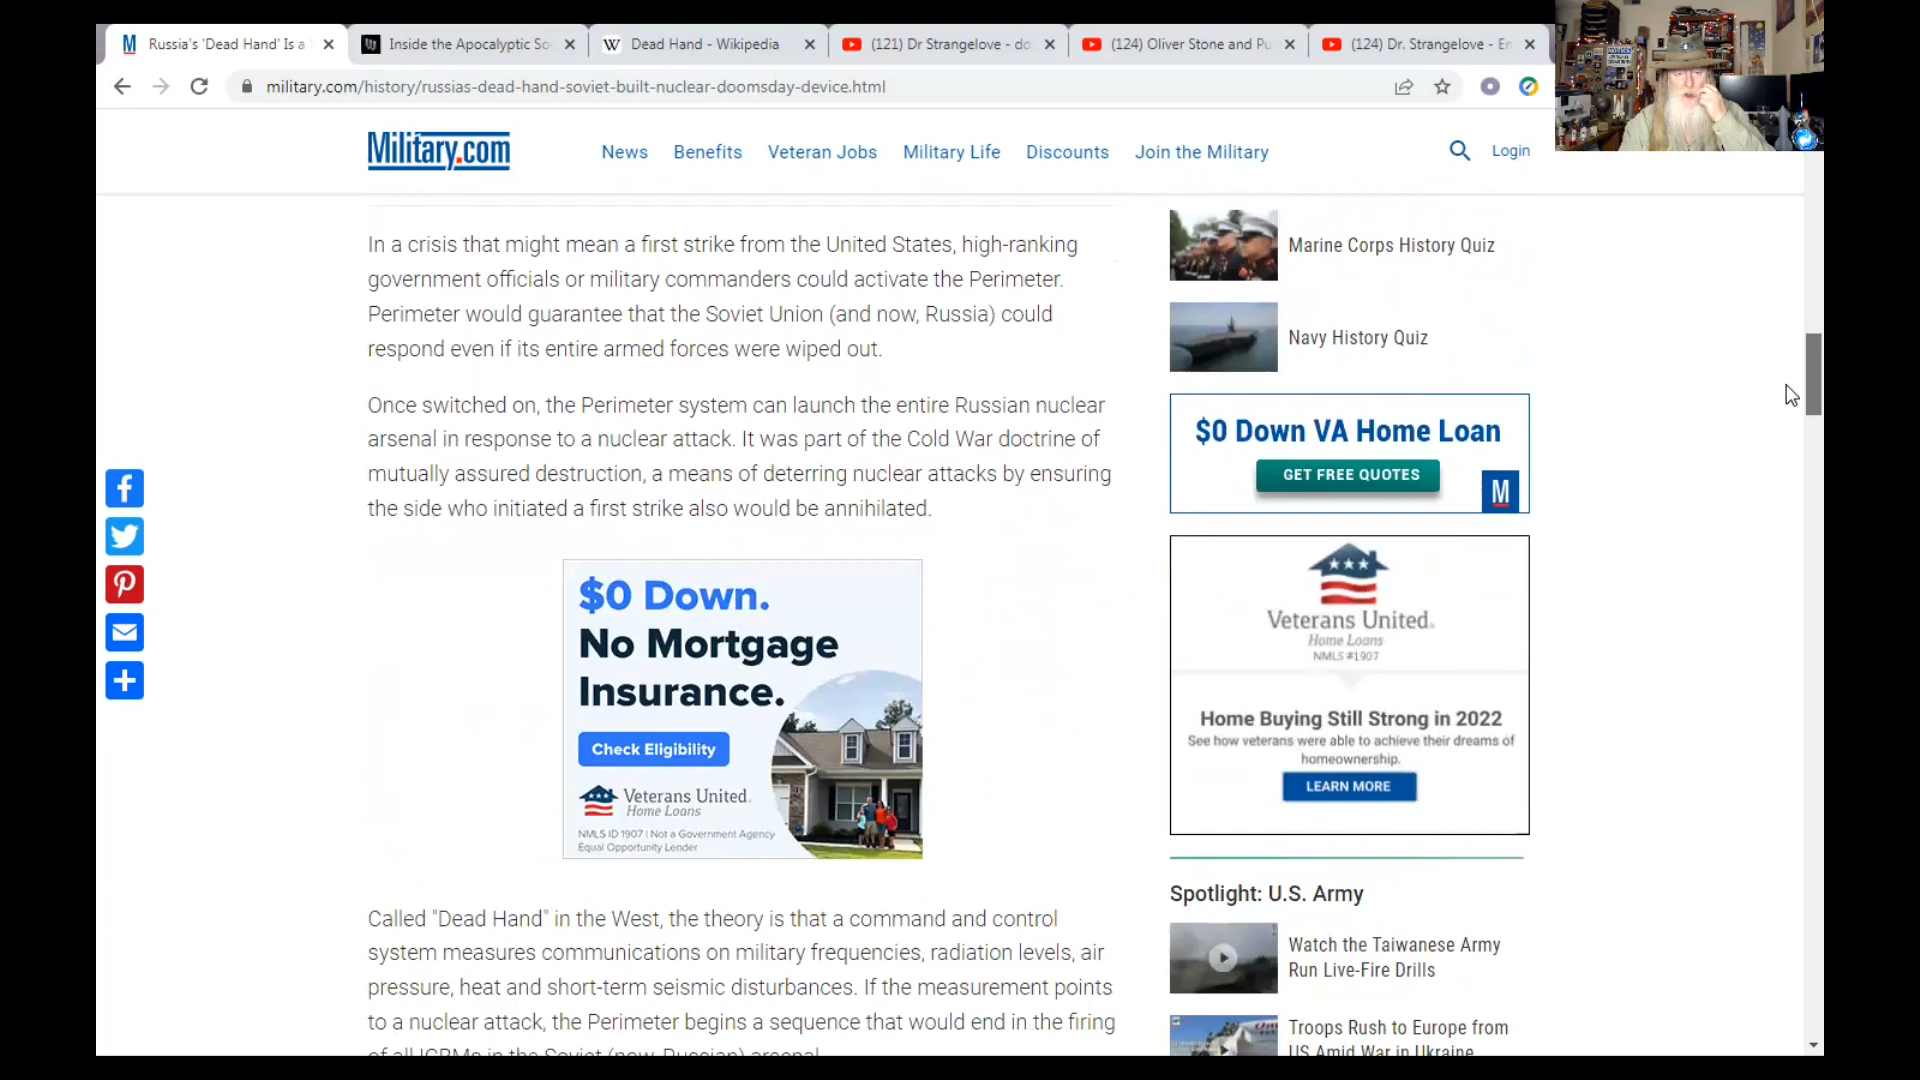 Russia's 'Dead Hand' Is a
Inside the Apocalyptic So
Dead Hand - Wikipedia
(121) Dr Strangelove - do
(124) Oliver Stone and Pu
(124) Dr. Strangelove - En
military.com/history/russias-dead-hand-soviet-built-nuclear-doomsday-device.html
Military.com
News
Benefits
Veteran Jobs
Military Life
Discounts
Join the Military
Login
In a crisis that might mean a first strike from the United States, high-ranking
government officials or military commanders could activate the Perimeter.
Perimeter would guarantee that the Soviet Union (and now, Russia) could
respond even if its entire armed forces were wiped out.
Once switched on, the Perimeter system can launch the entire Russian nuclear
arsenal in response to a nuclear attack. It was part of the Cold War doctrine of
mutually assured destruction, a means of deterring nuclear attacks by ensuring
the side who initiated a first strike also would be annihilated.
$0 Down.
No Mortgage
Insurance.
Check Eligibility
Veterans United.
Home Loans
NMLS ID 1907 | Not a Government Agency
Equal Opportunity Lender
Called "Dead Hand" in the West, the theory is that a command and control
system measures communications on military frequencies, radiation levels, air
pressure, heat and short-term seismic disturbances. If the measurement points
to a nuclear attack, the Perimeter begins a sequence that would end in the firing
of all ICBMs in the Soviet (now, Russian) arsenal.
Marine Corps History Quiz
Navy History Quiz
$0 Down VA Home Loan
GET FREE QUOTES
M
Veterans United.
Home Loans
NMLS #1907
Home Buying Still Strong in 2022
See how veterans were able to achieve their dreams of
homeownership.
LEARN MORE
Spotlight: U.S. Army
Watch the Taiwanese Army
Run Live-Fire Drills
Troops Rush to Europe from
US Amid War in Ukraine